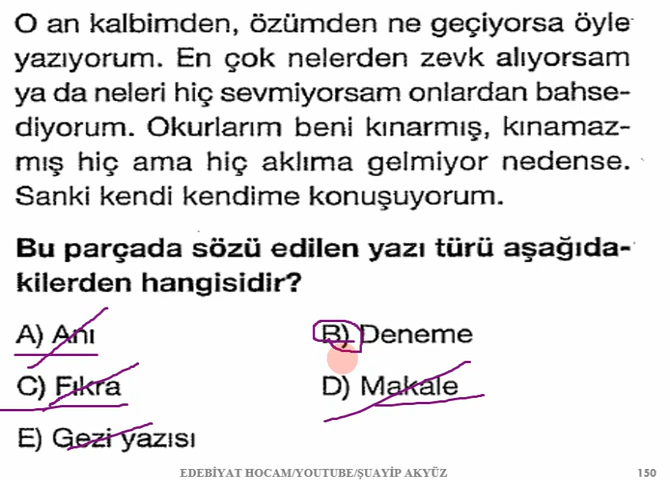 O an kalbimden, özümden ne geçiyorsa öyle
yazıyorum. En çok nelerden zevk alıyorsam
ya da neleri hiç sevmiyorsam onlardan bahse-
diyorum. Okurlarım beni kınarmış, kınamaz-
mış hiç ama hiç aklıma gelmiyor nedense.
Sanki kendi kendime konuşuyorum.
Bu parçada sözü edilen yazı türü aşağıda-
kilerden hangisidir?
A) Anı B) Deneme
C) Fıkra D) Makale
E) Gezi yazısı
EDEBİYAT HOCAM/YOUTUBE/ŞUAYİP AKYÜZ 150